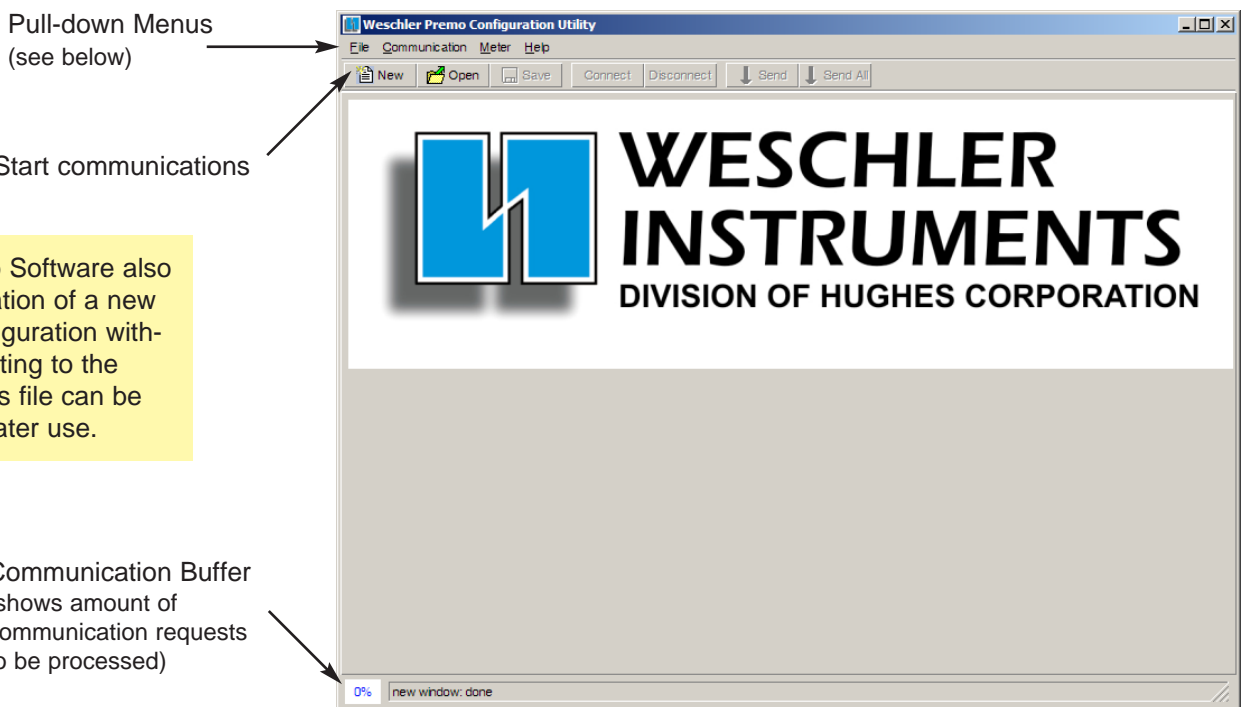 Pull-down Menus
(see below)
Start communications
Software also
ation of a new
guration with-
ting to the
s file can be
ater use.
Communication Buffer
shows amount of
ommunication requests
o be processed)
Weschler Premo Configuration Utility
File Communication Meter Help
New Open Save Connect Disconnect Send Send All
WESCHLER
INSTRUMENTS
DIVISION OF HUGHES CORPORATION
0% new window: done